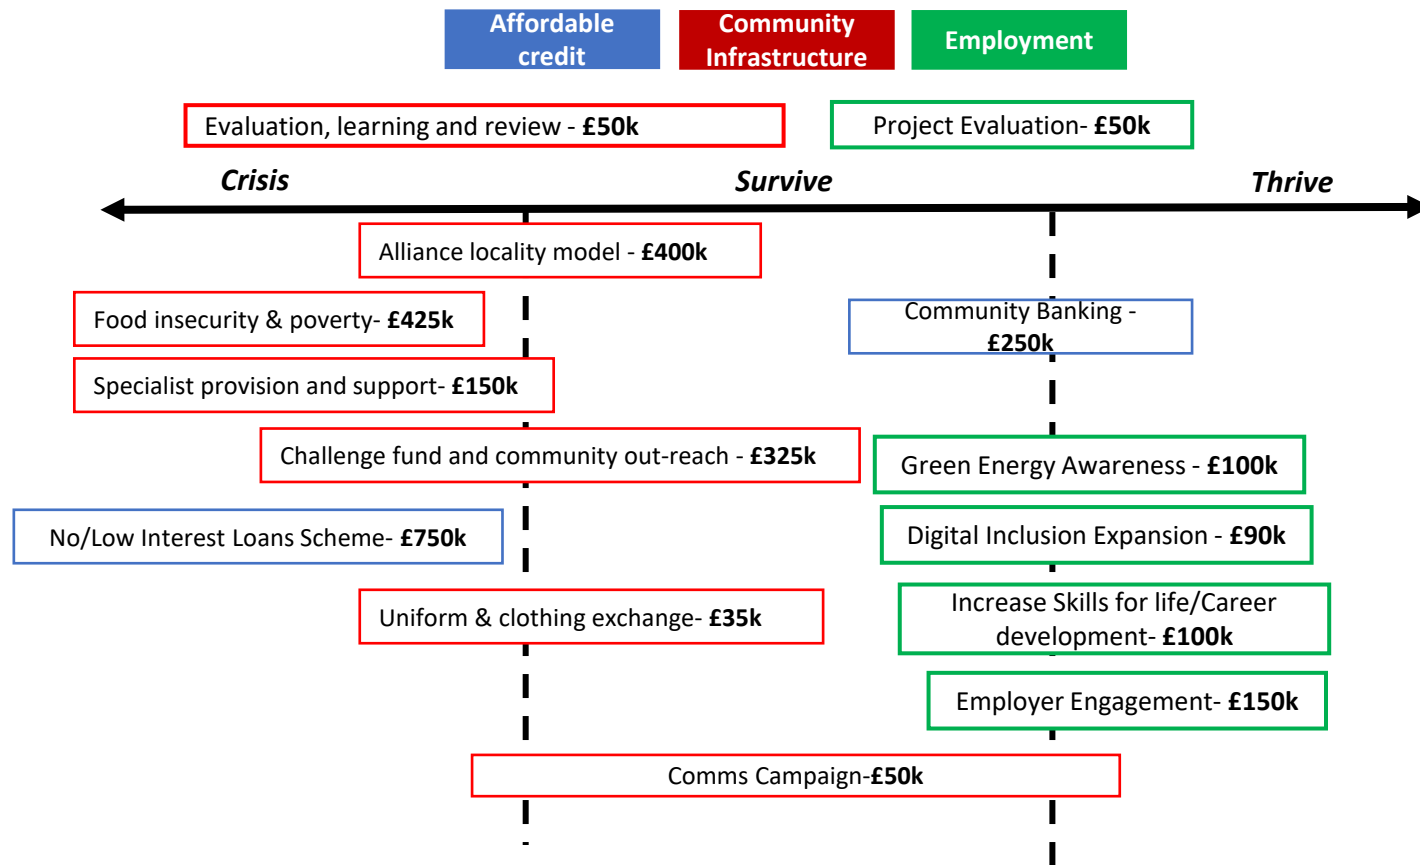 Affordable
credit
Community
Infrastructure
Employment
Evaluation, learning and review - £50k
Project Evaluation- £50k
Crisis
Survive
Thrive
Alliance locality model - £400k
Food insecurity & poverty- £425k
Community Banking -
£250k
Specialist provision and support- £150k
Challenge fund and community out-reach - £325k
Green Energy Awareness - £100k
No/Low Interest Loans Scheme- £750k
Digital Inclusion Expansion - £90k
Uniform & clothing exchange- £35k
Increase Skills for life/Career
development- £100k
Employer Engagement- £150k
Comms Campaign-£50k